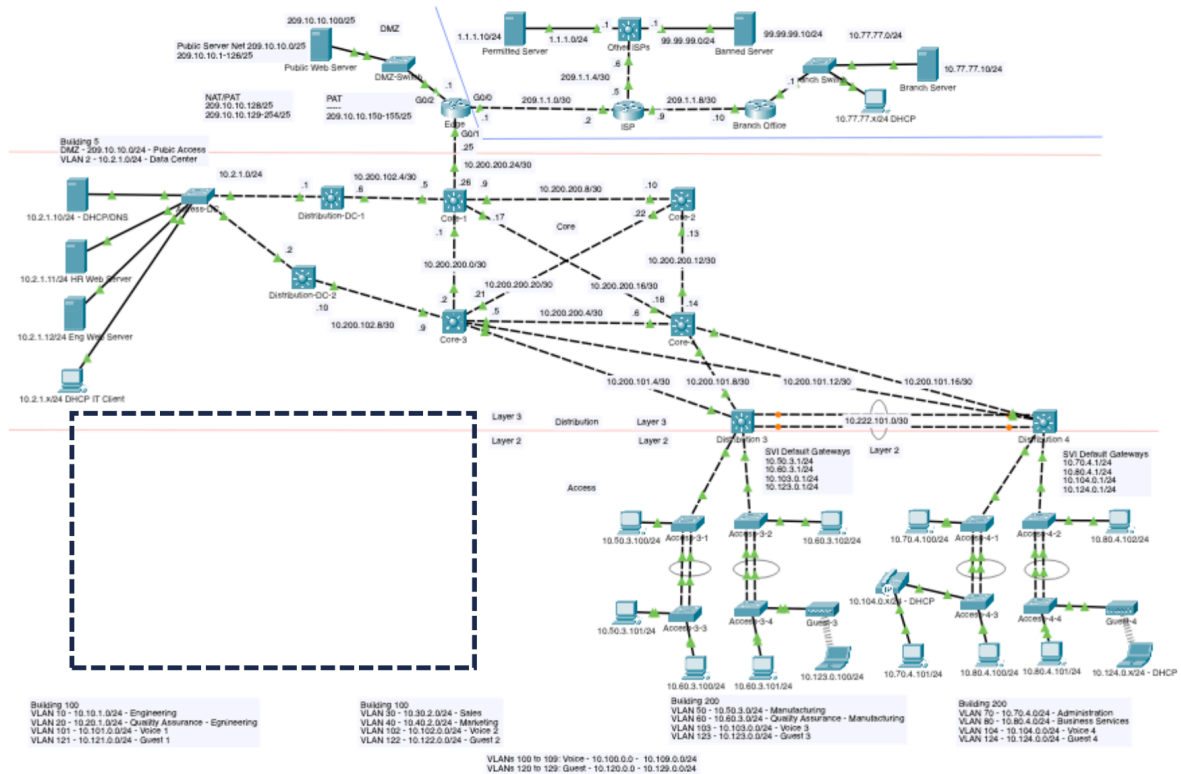 209.10.10.100/25
DMZ
Public Server Net 209.10.10.0/25
209.10.10.1-126/25
Public Web Server
DMZ-Switch
.1
G0/2
NAT/PAT
209.10.10.128/25
209.10.10.129-254/25
PAT
-----
209.10.10.150-155/25
Edge
G0/0
.1
G0/1
.25
1.1.1.10/24
Permitted Server
1.1.1.0/24
.1
Other ISPs
.1
99.99.99.0/24
Banned Server
99.99.99.10/24
.6
209.1.1.4/30
.5
209.1.1.0/30
.2
ISP
.9
209.1.1.8/30
.10
Branch Office
.1
10.77.77.0/24
10.77.77.10/24
Branch Server
10.77.77.x/24 DHCP
Building 5
DMZ - 209.10.10.0/24 - Pubic Access
VLAN 2 - 10.2.1.0/24 - Data Center
10.200.200.24/30
10.2.1.0/24
Access-DC
10.2.1.10/24 - DHCP/DNS
.1
.6
Distribution-DC-1
10.200.102.4/30
.5
.26
.9
Core-1
10.200.200.8/30
.10
Core-2
.17
.22
.13
Core
.1
10.200.200.0/30
10.200.200.12/30
10.2.1.11/24 HR Web Server
.2
Distribution-DC-2
.10
10.200.102.8/30
.9
.2
.21
10.200.200.20/30
10.200.200.16/30
.18
.14
.5
10.200.200.4/30
.6
Core-3
Core-4
10.2.1.12/24 Eng Web Server
10.2.1.x/24 DHCP IT Client
10.200.101.4/30
10.200.101.8/30
10.200.101.12/30
10.200.101.16/30
Layer 3
Distribution
Layer 3
Layer 2
Layer 2
10.222.101.0/30
Distribution 3
Distribution 4
Layer 2
SVI Default Gateways
10.50.3.1/24
10.60.3.1/24
10.103.0.1/24
10.123.0.1/24
SVI Default Gateways
10.70.4.1/24
10.80.4.1/24
10.104.0.1/24
10.124.0.1/24
Access
10.50.3.100/24
Access-3-1
Access-3-2
10.60.3.102/24
10.70.4.100/24
Access-4-1
Access-4-2
10.80.4.102/24
10.50.3.101/24
Access-3-3
Access-3-4
Guest-3
10.104.0.x/24 - DHCP
Access-4-3
Access-4-4
Guest-4
10.60.3.100/24
10.60.3.101/24
10.123.0.100/24
10.70.4.101/24
10.80.4.100/24
10.80.4.101/24
10.124.0.x/24 - DHCP
Building 100
VLAN 10 - 10.10.1.0/24 - Engineering
VLAN 20 - 10.20.1.0/24 - Quality Assurance - Egnineering
VLAN 101 - 10.101.0.0/24 - Voice 1
VLAN 121 - 10.121.0.0/24 - Guest 1
Building 100
VLAN 30 - 10.30.2.0/24 - Sales
VLAN 40 - 10.40.2.0/24 - Marketing
VLAN 102 - 10.102.0.0/24 - Voice 2
VLAN 122 - 10.122.0.0/24 - Guest 2
Building 200
VLAN 50 - 10.50.3.0/24 - Manufacturing
VLAN 60 - 10.60.3.0/24 - Quality Assurance - Manufacturing
VLAN 103 - 10.103.0.0/24 - Voice 3
VLAN 123 - 10.123.0.0/24 - Guest 3
Building 200
VLAN 70 - 10.70.4.0/24 - Administration
VLAN 80 - 10.80.4.0/24 - Business Services
VLAN 104 - 10.104.0.0/24 - Voice 4
VLAN 124 - 10.124.0.0/24 - Guest 4
VLANs 100 to 109: Voice - 10.100.0.0 - 10.109.0.0/24
VLANs 120 to 129: Guest - 10.120.0.0 - 10.129.0.0/24